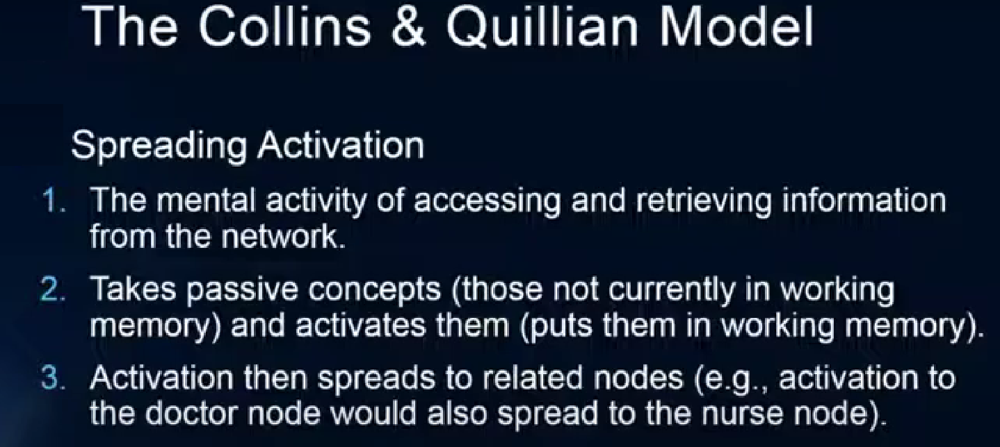 The Collins & Quillian Model
Spreading Activation
1. The mental activity of accessing and retrieving information
from the network.
2. Takes passive concepts (those not currently in working
memory) and activates them (puts them in working memory).
3. Activation then spreads to related nodes (e.g., activation to
the doctor node would also spread to the nurse node).